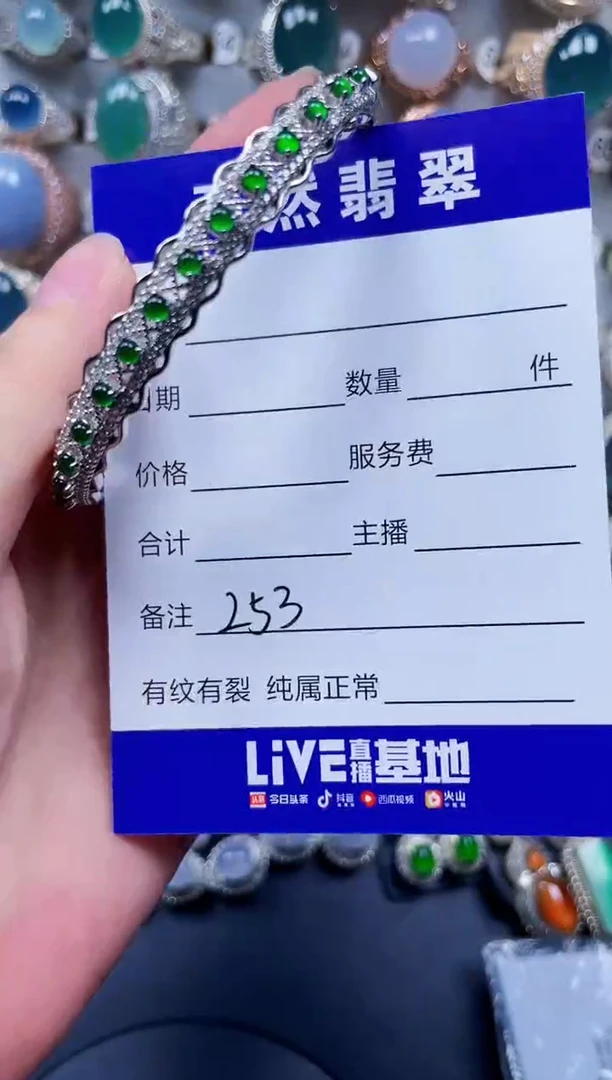 然翡翠
期 数量 件
价格 服务费
合计 主播
备注 253
有纹有裂 纯属正常
LiVE直播基地
头条 今日头条 抖音 西瓜视频 火山